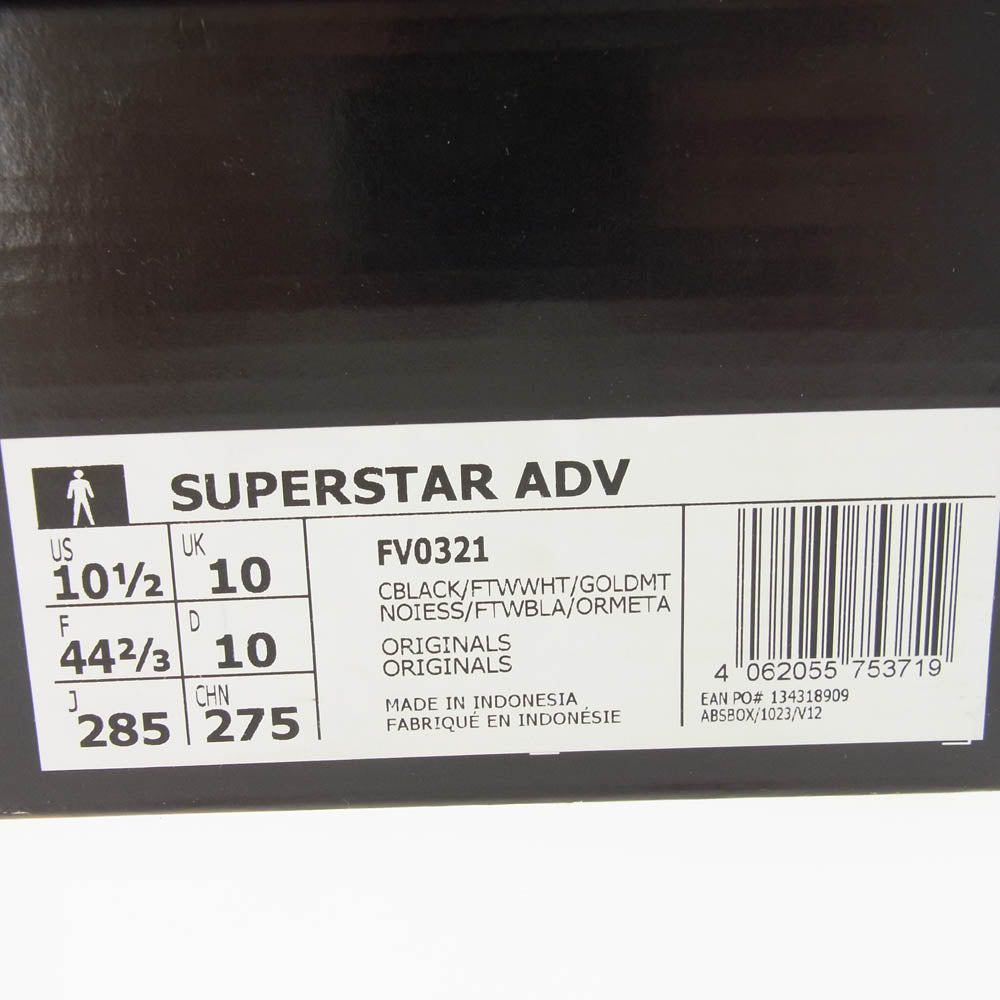 SUPERSTAR ADV
US 10½
UK 10
F 44⅔
D 10
J 285
CHN 275
FV0321
CBLACK/FTWWHT/GOLDMT
NOIESS/FTWBLA/ORMETA
ORIGINALS
ORIGINALS
MADE IN INDONESIA
FABRIQUÉ EN INDONÉSIE
4 062055 753719
EAN PO# 134318909
ABSBOX/1023/V12